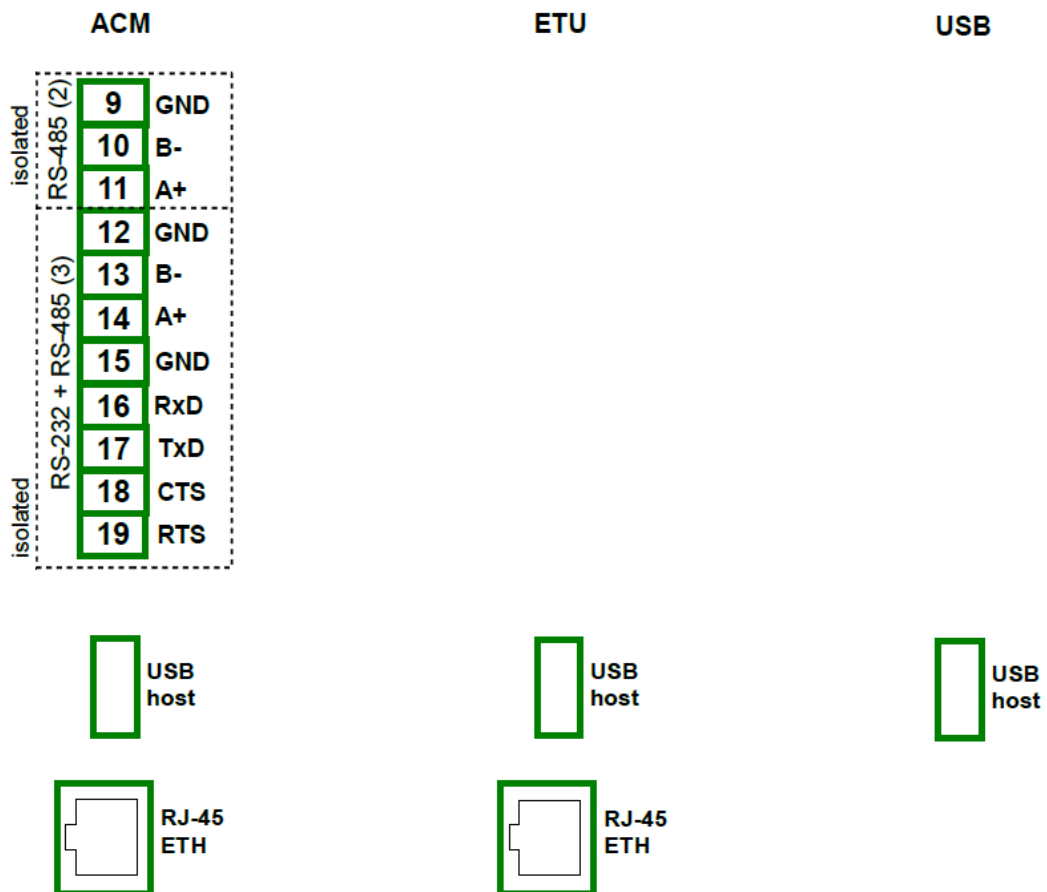 ACM ETU USB
isolated
RS-485 (2)
9 GND
10 B-
11 A+
isolated
RS-232 + RS-485 (3)
12 GND
13 B-
14 A+
15 GND
16 RxD
17 TxD
18 CTS
19 RTS
USB
host
USB
host
USB
host
RJ-45
ETH
RJ-45
ETH